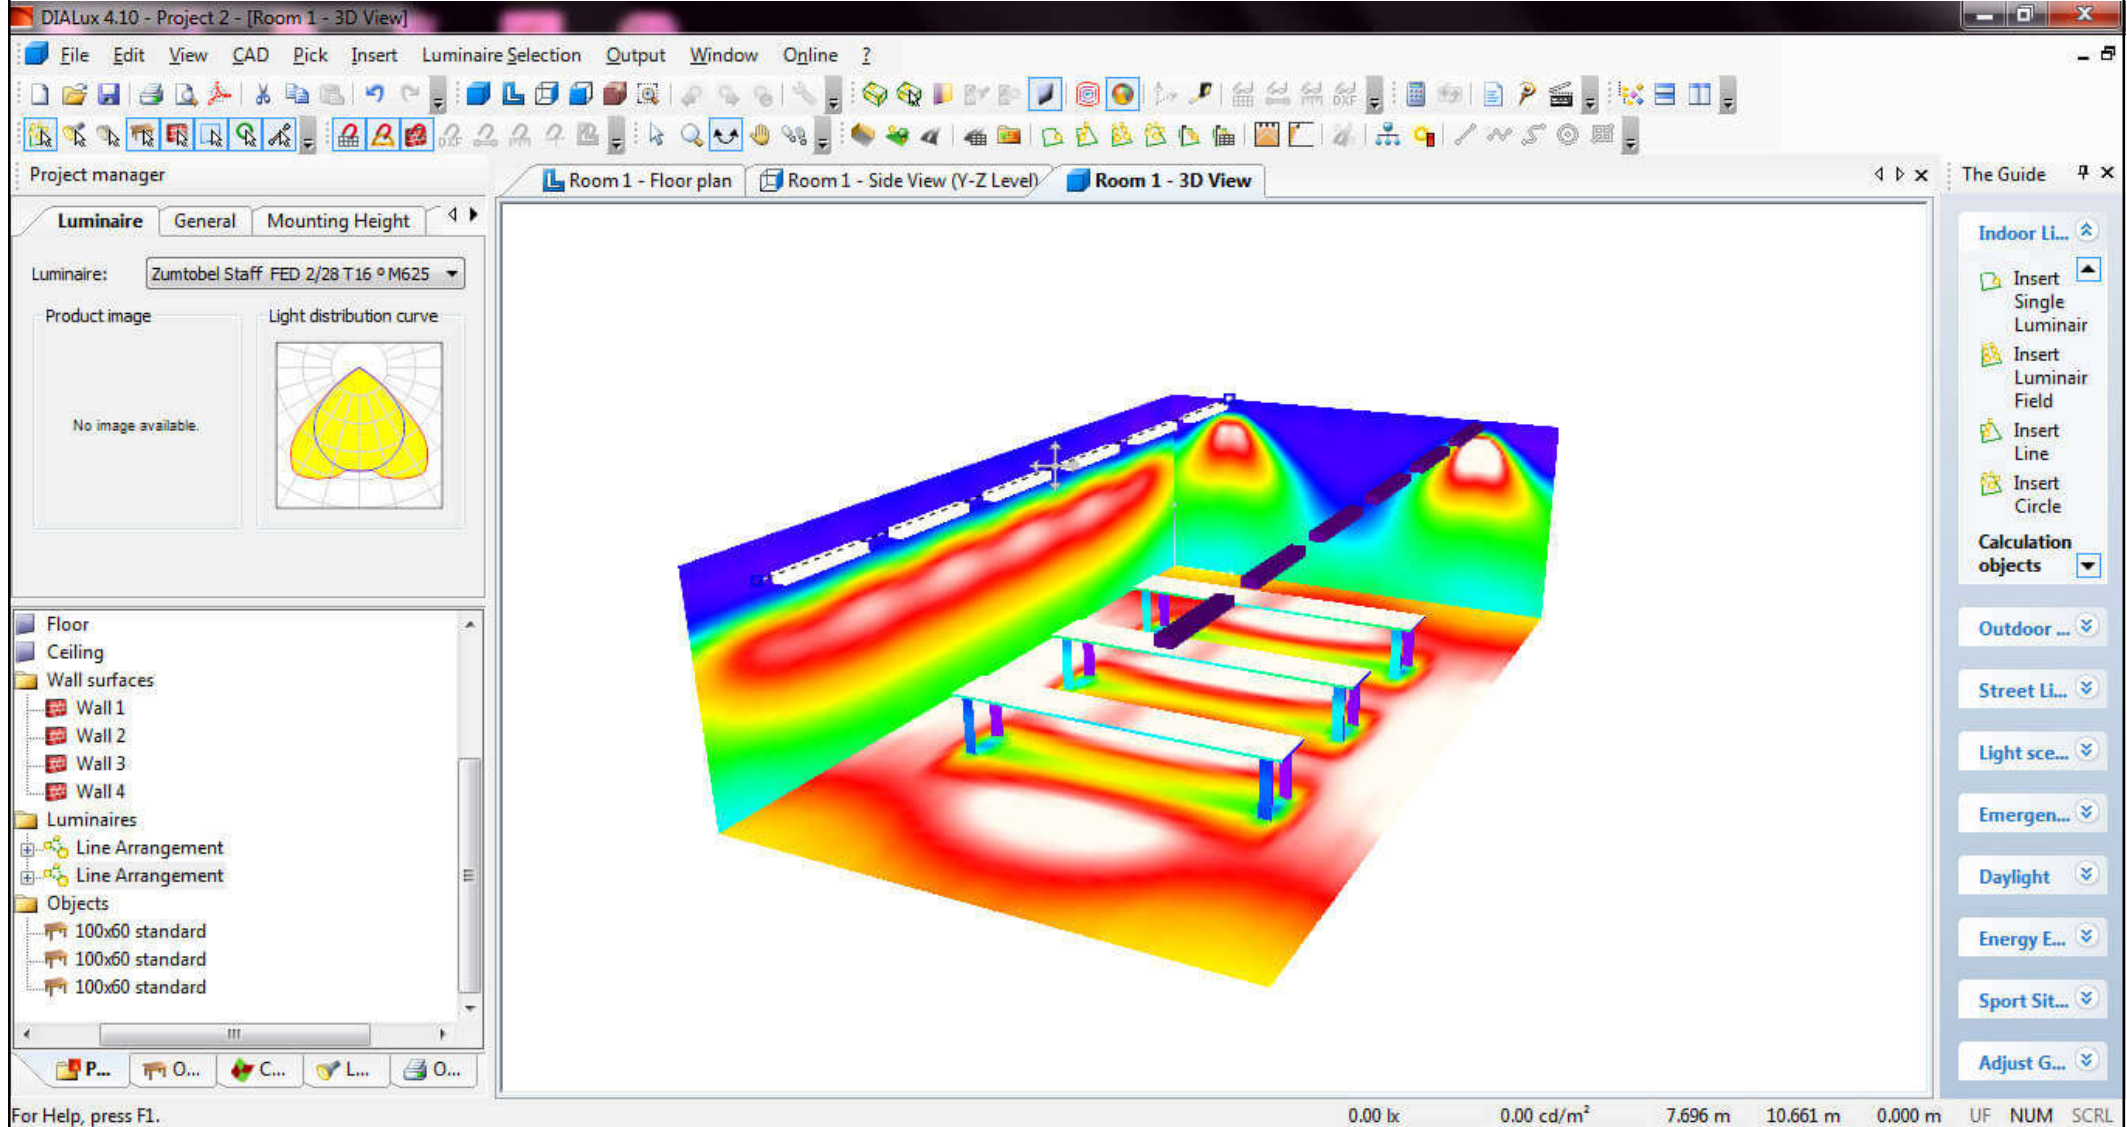 DIALux 4.10 - Project 2 - [Room 1 - 3D View]
File Edit View CAD Pick Insert Luminaire Selection Output Window Online ?
Project manager
Luminaire General Mounting Height
Luminaire: Zumtobel Staff FED 2/28 T16 º M625
Product image
Light distribution curve
No image available.
Floor
Ceiling
Wall surfaces
Wall 1
Wall 2
Wall 3
Wall 4
Luminaires
Line Arrangement
Line Arrangement
Objects
100x60 standard
100x60 standard
100x60 standard
P... O... C... L... O...
Room 1 - Floor plan Room 1 - Side View (Y-Z Level) Room 1 - 3D View
The Guide
Indoor Li...
Insert
Single
Luminair
Insert
Luminair
Field
Insert
Line
Insert
Circle
Calculation
objects
Outdoor ...
Street Li...
Light sce...
Emergen...
Daylight
Energy E...
Sport Sit...
Adjust G...
For Help, press F1.
0.00 lx 0.00 cd/m² 7.696 m 10.661 m 0.000 m UF NUM SCRL